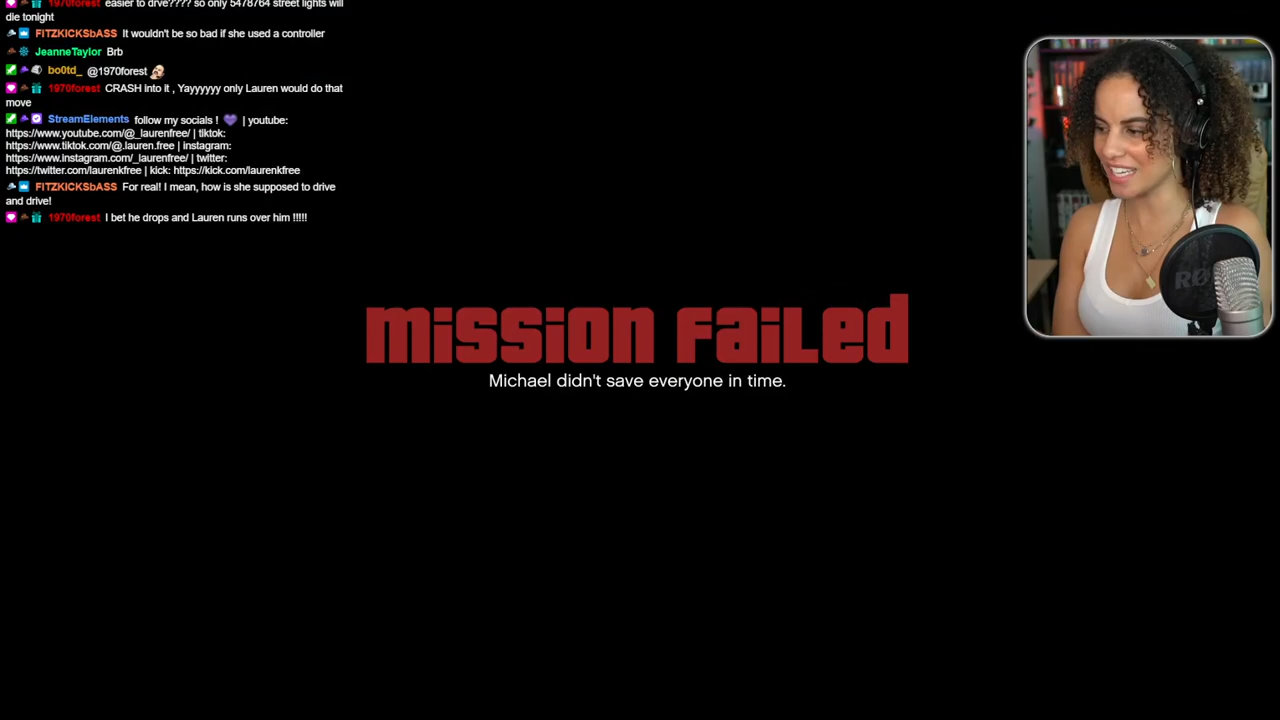 1970forest easier to drve???? so only 5478764 street lights will
die tonight
FITZKICKSbASS It wouldn't be so bad if she used a controller
JeanneTaylor Brb
bo0td_ @1970forest
1970forest CRASH into it , Yayyyyyy only Lauren would do that
move
StreamElements follow my socials ! | youtube:
https://www.youtube.com/@_laurenfree/ | tiktok:
https://www.tiktok.com/@.lauren.free | instagram:
https://www.instagram.com/_laurenfree/ | twitter:
https://twitter.com/laurenkfree | kick: https://kick.com/laurenkfree
FITZKICKSbASS For real! I mean, how is she supposed to drive
and drive!
1970forest I bet he drops and Lauren runs over him !!!!!
mission failed
Michael didn't save everyone in time.